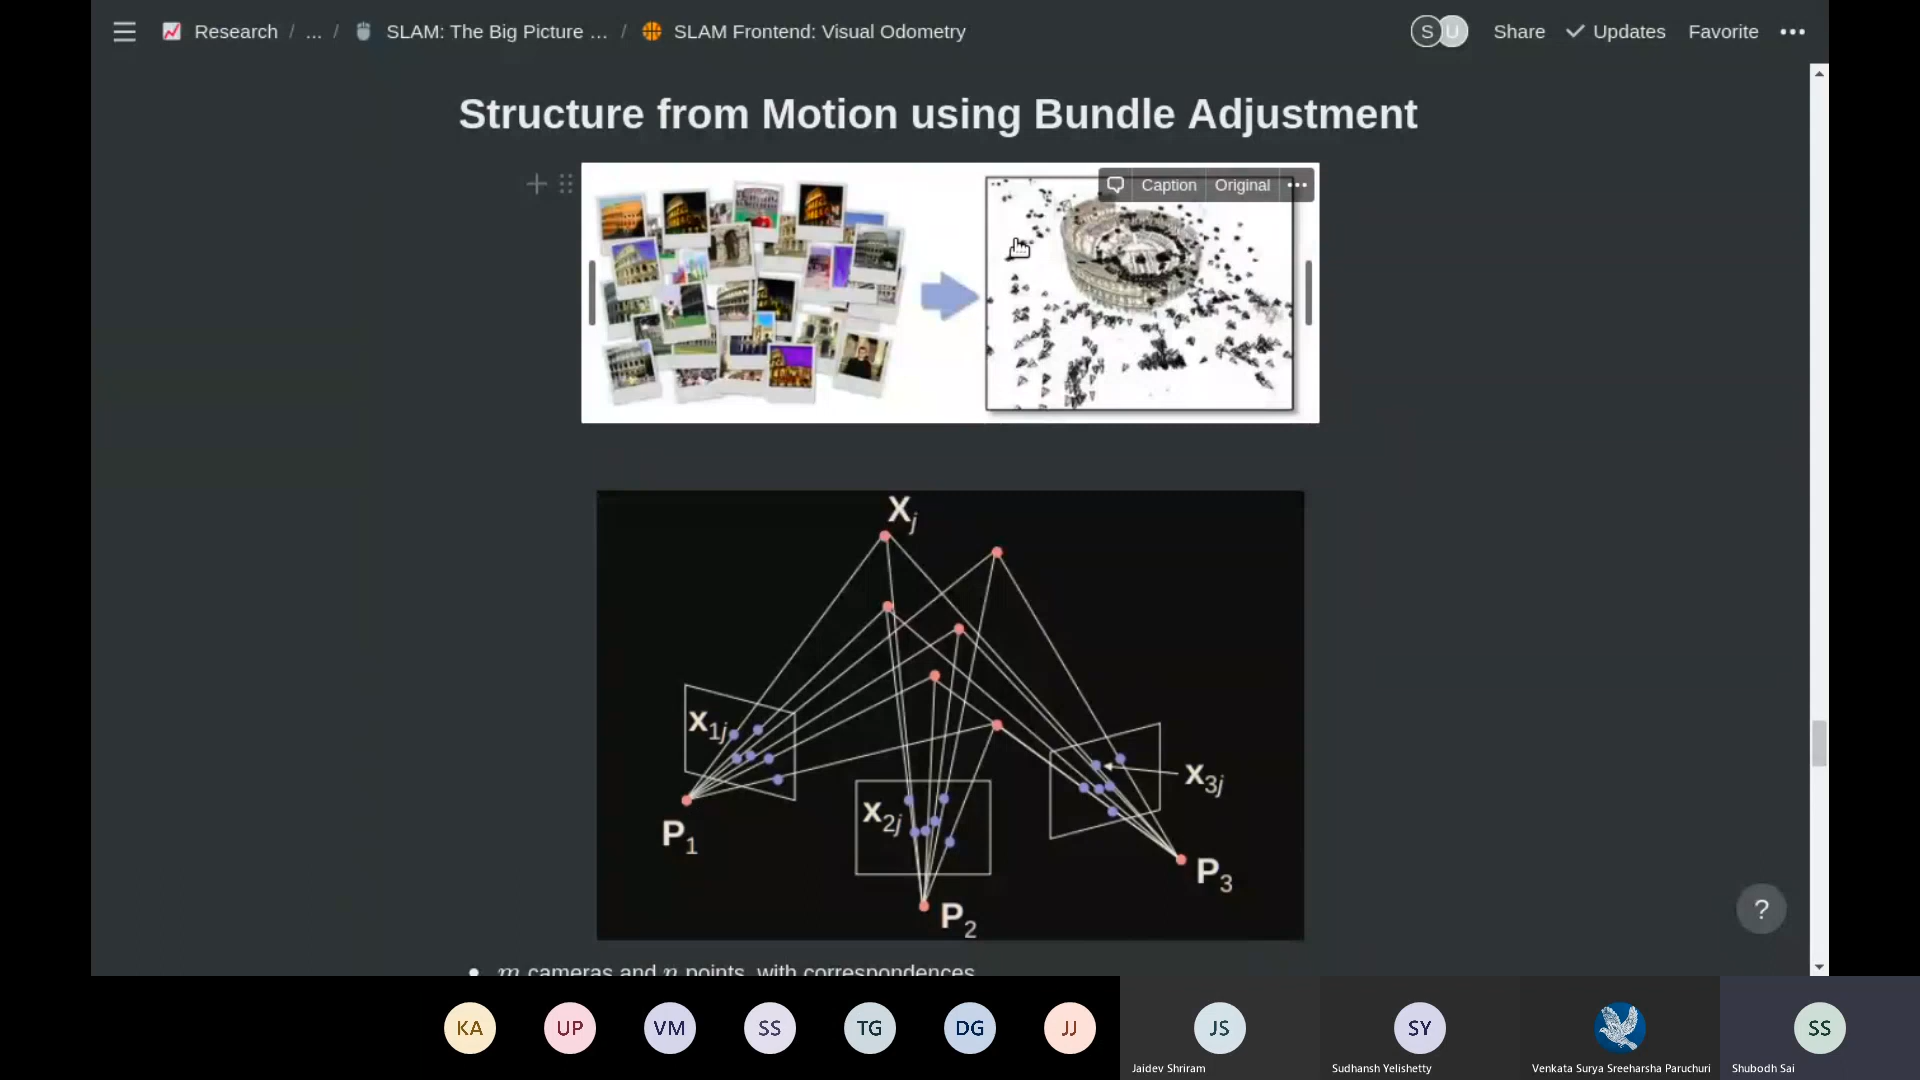 Research / ... / SLAM: The Big Picture ... / SLAM Frontend: Visual Odometry
S U Share Updates Favorite
Structure from Motion using Bundle Adjustment
Caption Original
Xj
x1j
x2j
x3j
P1
P2
P3
?
m cameras and n points, with correspondences
KA UP VM SS TG DG JJ JS SY SS
Jaidev Shriram Sudhansh Yelishetty Venkata Surya Sreeharsha Paruchuri Shubodh Sai